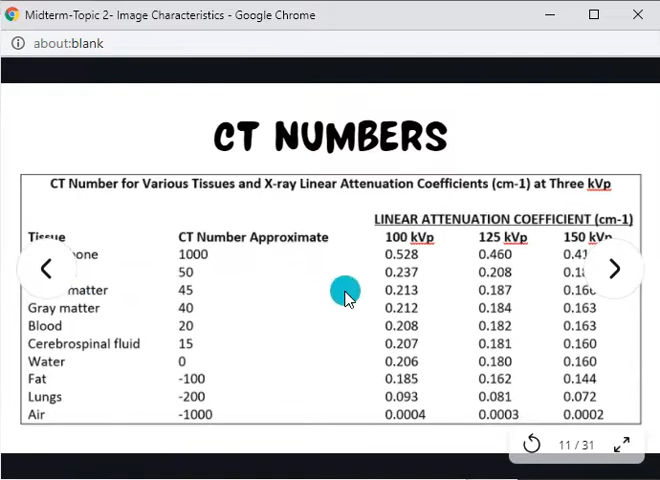 Midterm-Topic 2- Image Characteristics - Google Chrome
about:blank
CT NUMBERS
CT Number for Various Tissues and X-ray Linear Attenuation Coefficients (cm-1) at Three kVp
LINEAR ATTENUATION COEFFICIENT (cm-1)
Tissue CT Number Approximate 100 kVp 125 kVp 150 kVp
1000 0.528 0.460
50 0.237 0.208
matter 45 0.213 0.187
Gray matter 40 0.212 0.184 0.163
Blood 20 0.208 0.182 0.163
Cerebrospinal fluid 15 0.207 0.181 0.160
Water 0 0.206 0.180 0.160
Fat -100 0.185 0.162 0.144
Lungs -200 0.093 0.081 0.072
Air -1000 0.0004 0.0003 0.0002
11 / 31